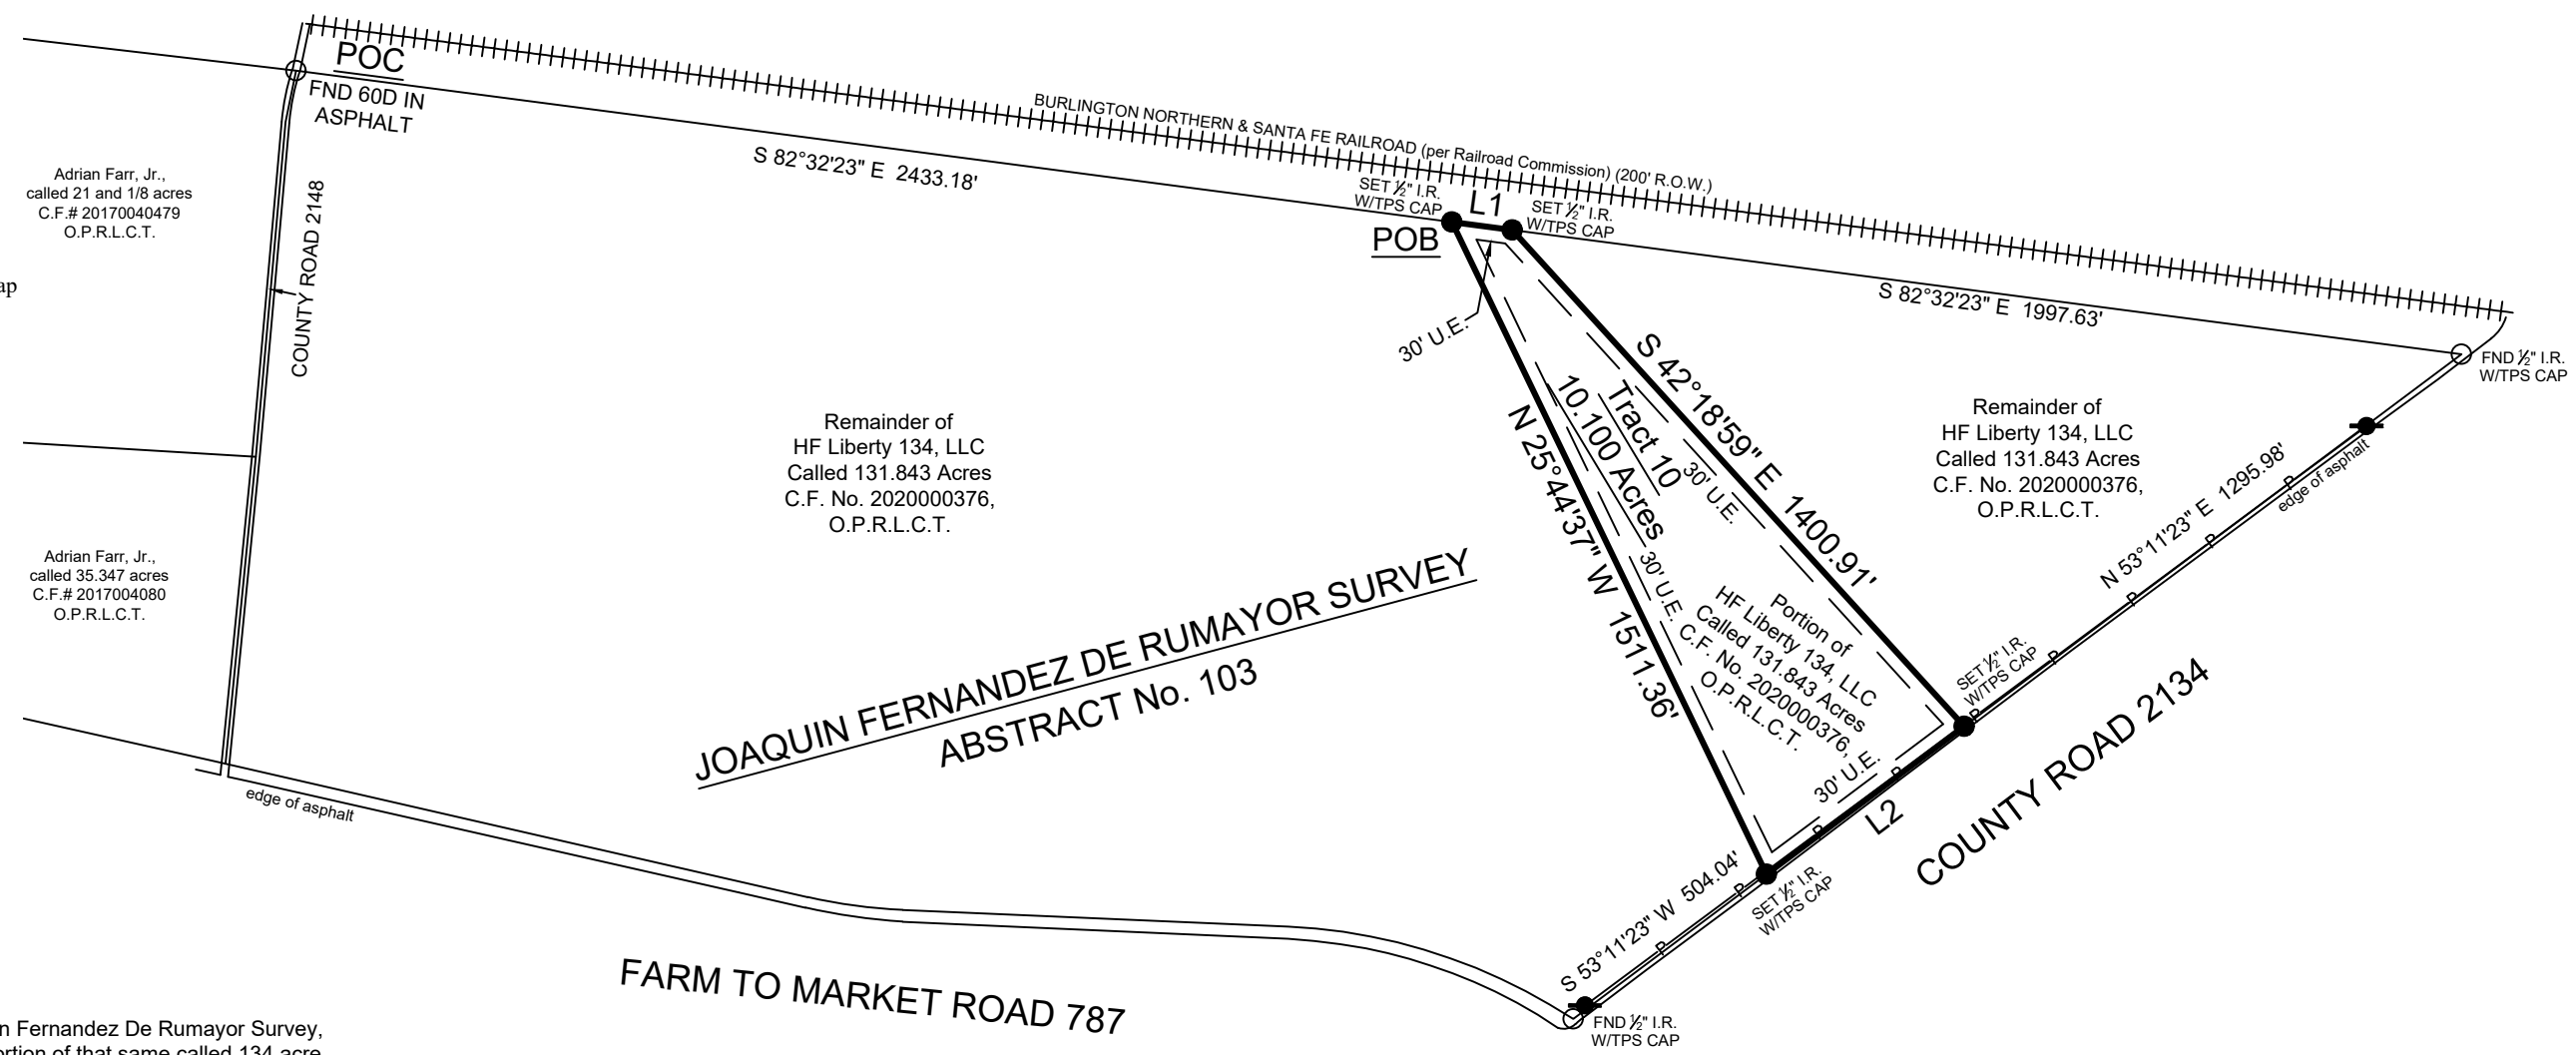 POC
FND 60D IN
ASPHALT
BURLINGTON NORTHERN & SANTA FE RAILROAD (per Railroad Commission) (200' R.O.W.)
S 82°32'23" E 2433.18'
Adrian Farr, Jr.,
called 21 and 1/8 acres
C.F.# 20170040479
O.P.R.L.C.T.
COUNTY ROAD 2148
SET ½" I.R.
W/TPS CAP
L1
SET ½" I.R.
W/TPS CAP
POB
30' U.E.
S 82°32'23" E 1997.63'
FND ½" I.R.
W/TPS CAP
S 42°18'59" E 1400.91'
Tract 10
10.100 Acres
30' U.E.
N 25°44'37" W 1511.36'
30' U.E.
Remainder of
HF Liberty 134, LLC
Called 131.843 Acres
C.F. No. 2020000376,
O.P.R.L.C.T.
Remainder of
HF Liberty 134, LLC
Called 131.843 Acres
C.F. No. 2020000376,
O.P.R.L.C.T.
N 53°11'23" E 1295.98'
edge of asphalt
Adrian Farr, Jr.,
called 35.347 acres
C.F.# 2017004080
O.P.R.L.C.T.
JOAQUIN FERNANDEZ DE RUMAYOR SURVEY
ABSTRACT No. 103
Portion of
HF Liberty 134, LLC
Called 131.843 Acres
C.F. No. 2020000376,
O.P.R.L.C.T.
SET ½" I.R.
W/TPS CAP
30' U.E.
L2
COUNTY ROAD 2134
edge of asphalt
S 53°11'23" W 504.04'
SET ½" I.R.
W/TPS CAP
FARM TO MARKET ROAD 787
FND ½" I.R.
W/TPS CAP
Fernandez De Rumayor Survey,
of that same called 134 acre